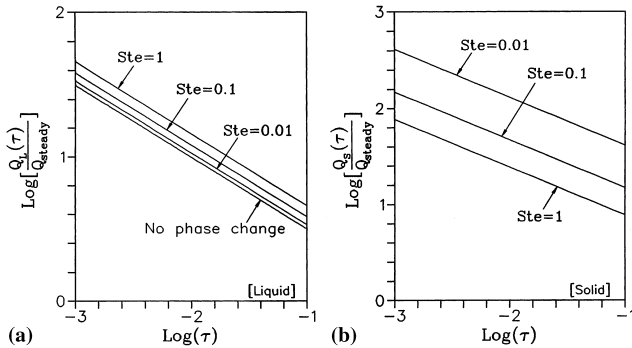 2
Ste=1
Ste=0.1
Ste=0.01
Log[Q_L(τ)/Q_steady]
1
No phase change
[Liquid]
0
-3
-2
-1
(a)
Log(τ)
3
Ste=0.01
Ste=0.1
2
Log[Q_S(τ)/Q_steady]
1
Ste=1
[Solid]
0
-3
-2
-1
(b)
Log(τ)